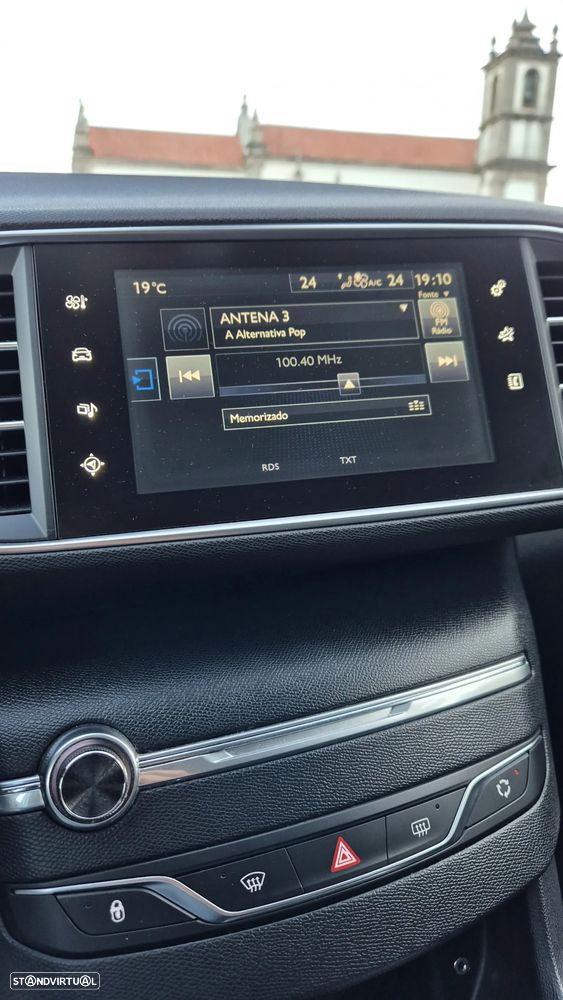 19°C
24
A/C
24
19:10
Fonte
ANTENA 3
A Alternativa Pop
FM
Rádio
100.40 MHz
Memorizado
RDS
TXT
STANDVIRTUAL